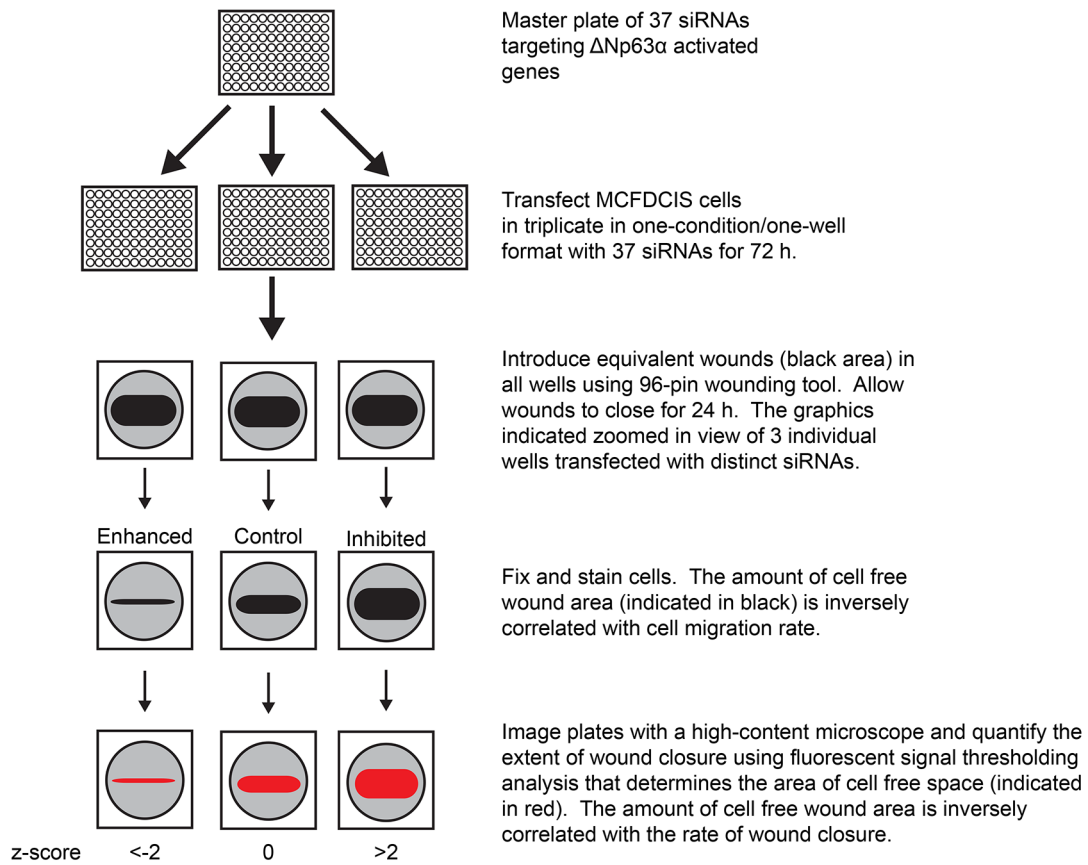 Master plate of 37 siRNAs
targeting ΔNp63α activated
genes
Transfect MCFDCIS cells
in triplicate in one-condition/one-well
format with 37 siRNAs for 72 h.
Introduce equivalent wounds (black area) in
all wells using 96-pin wounding tool.  Allow
wounds to close for 24 h.  The graphics
indicated zoomed in view of 3 individual
wells transfected with distinct siRNAs.
Enhanced Control Inhibited
Fix and stain cells.  The amount of cell free
wound area (indicated in black) is inversely
correlated with cell migration rate.
Image plates with a high-content microscope and quantify the
extent of wound closure using fluorescent signal thresholding
analysis that determines the area of cell free space (indicated
in red).  The amount of cell free wound area is inversely
correlated with the rate of wound closure.
z-score <-2 0 >2